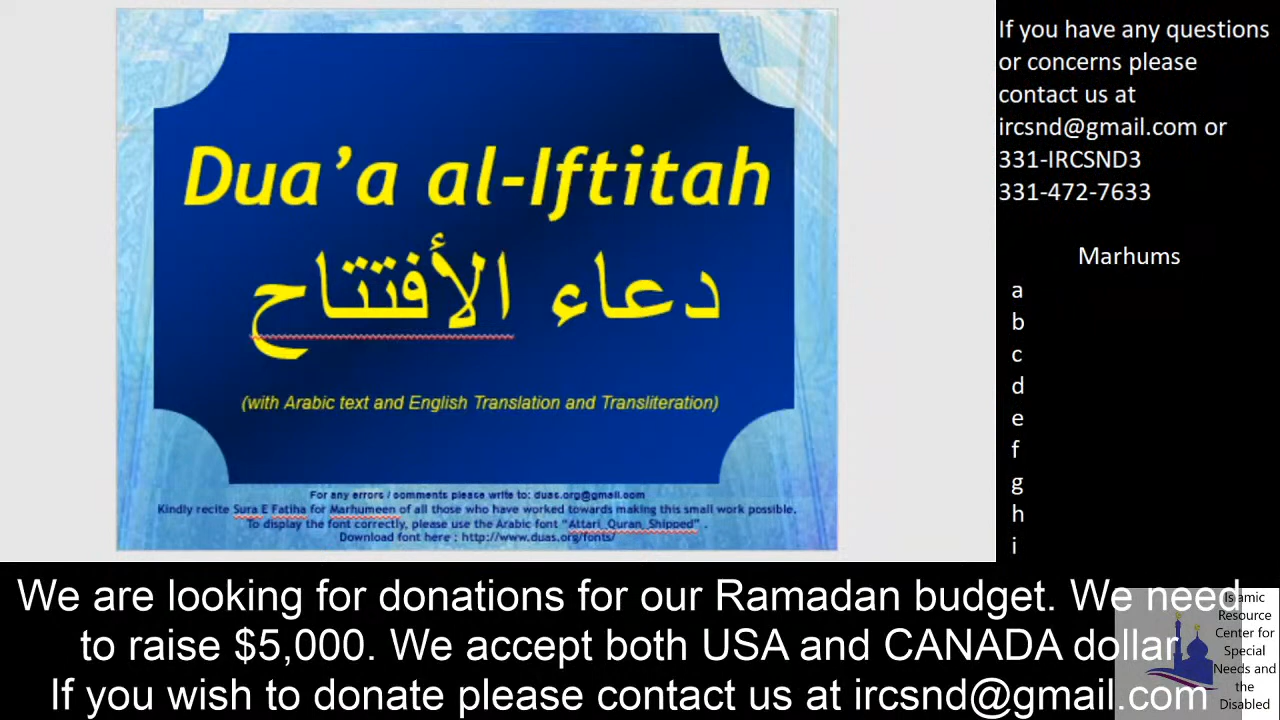 Dua’a al-Iftitah
دعاء الأفتتاح
(with Arabic text and English Translation and Transliteration)
For any errors / comments please write to: duas.org@gmail.com
Kindly recite Sura E Fatiha for Marhumeen of all those who have worked towards making this small work possible.
To display the font correctly, please use the Arabic font “Attari_Quran_Shipped” .
Download font here : http://www.duas.org/fonts/
If you have any questions
or concerns please
contact us at
ircsnd@gmail.com or
331-IRCSND3
331-472-7633
Marhums
a
b
c
d
e
f
g
h
i
We are looking for donations for our Ramadan budget. We need
to raise $5,000. We accept both USA and CANADA dollar
If you wish to donate please contact us at ircsnd@gmail.com
Islamic
Resource
Center for
Special
Needs and
the
Disabled